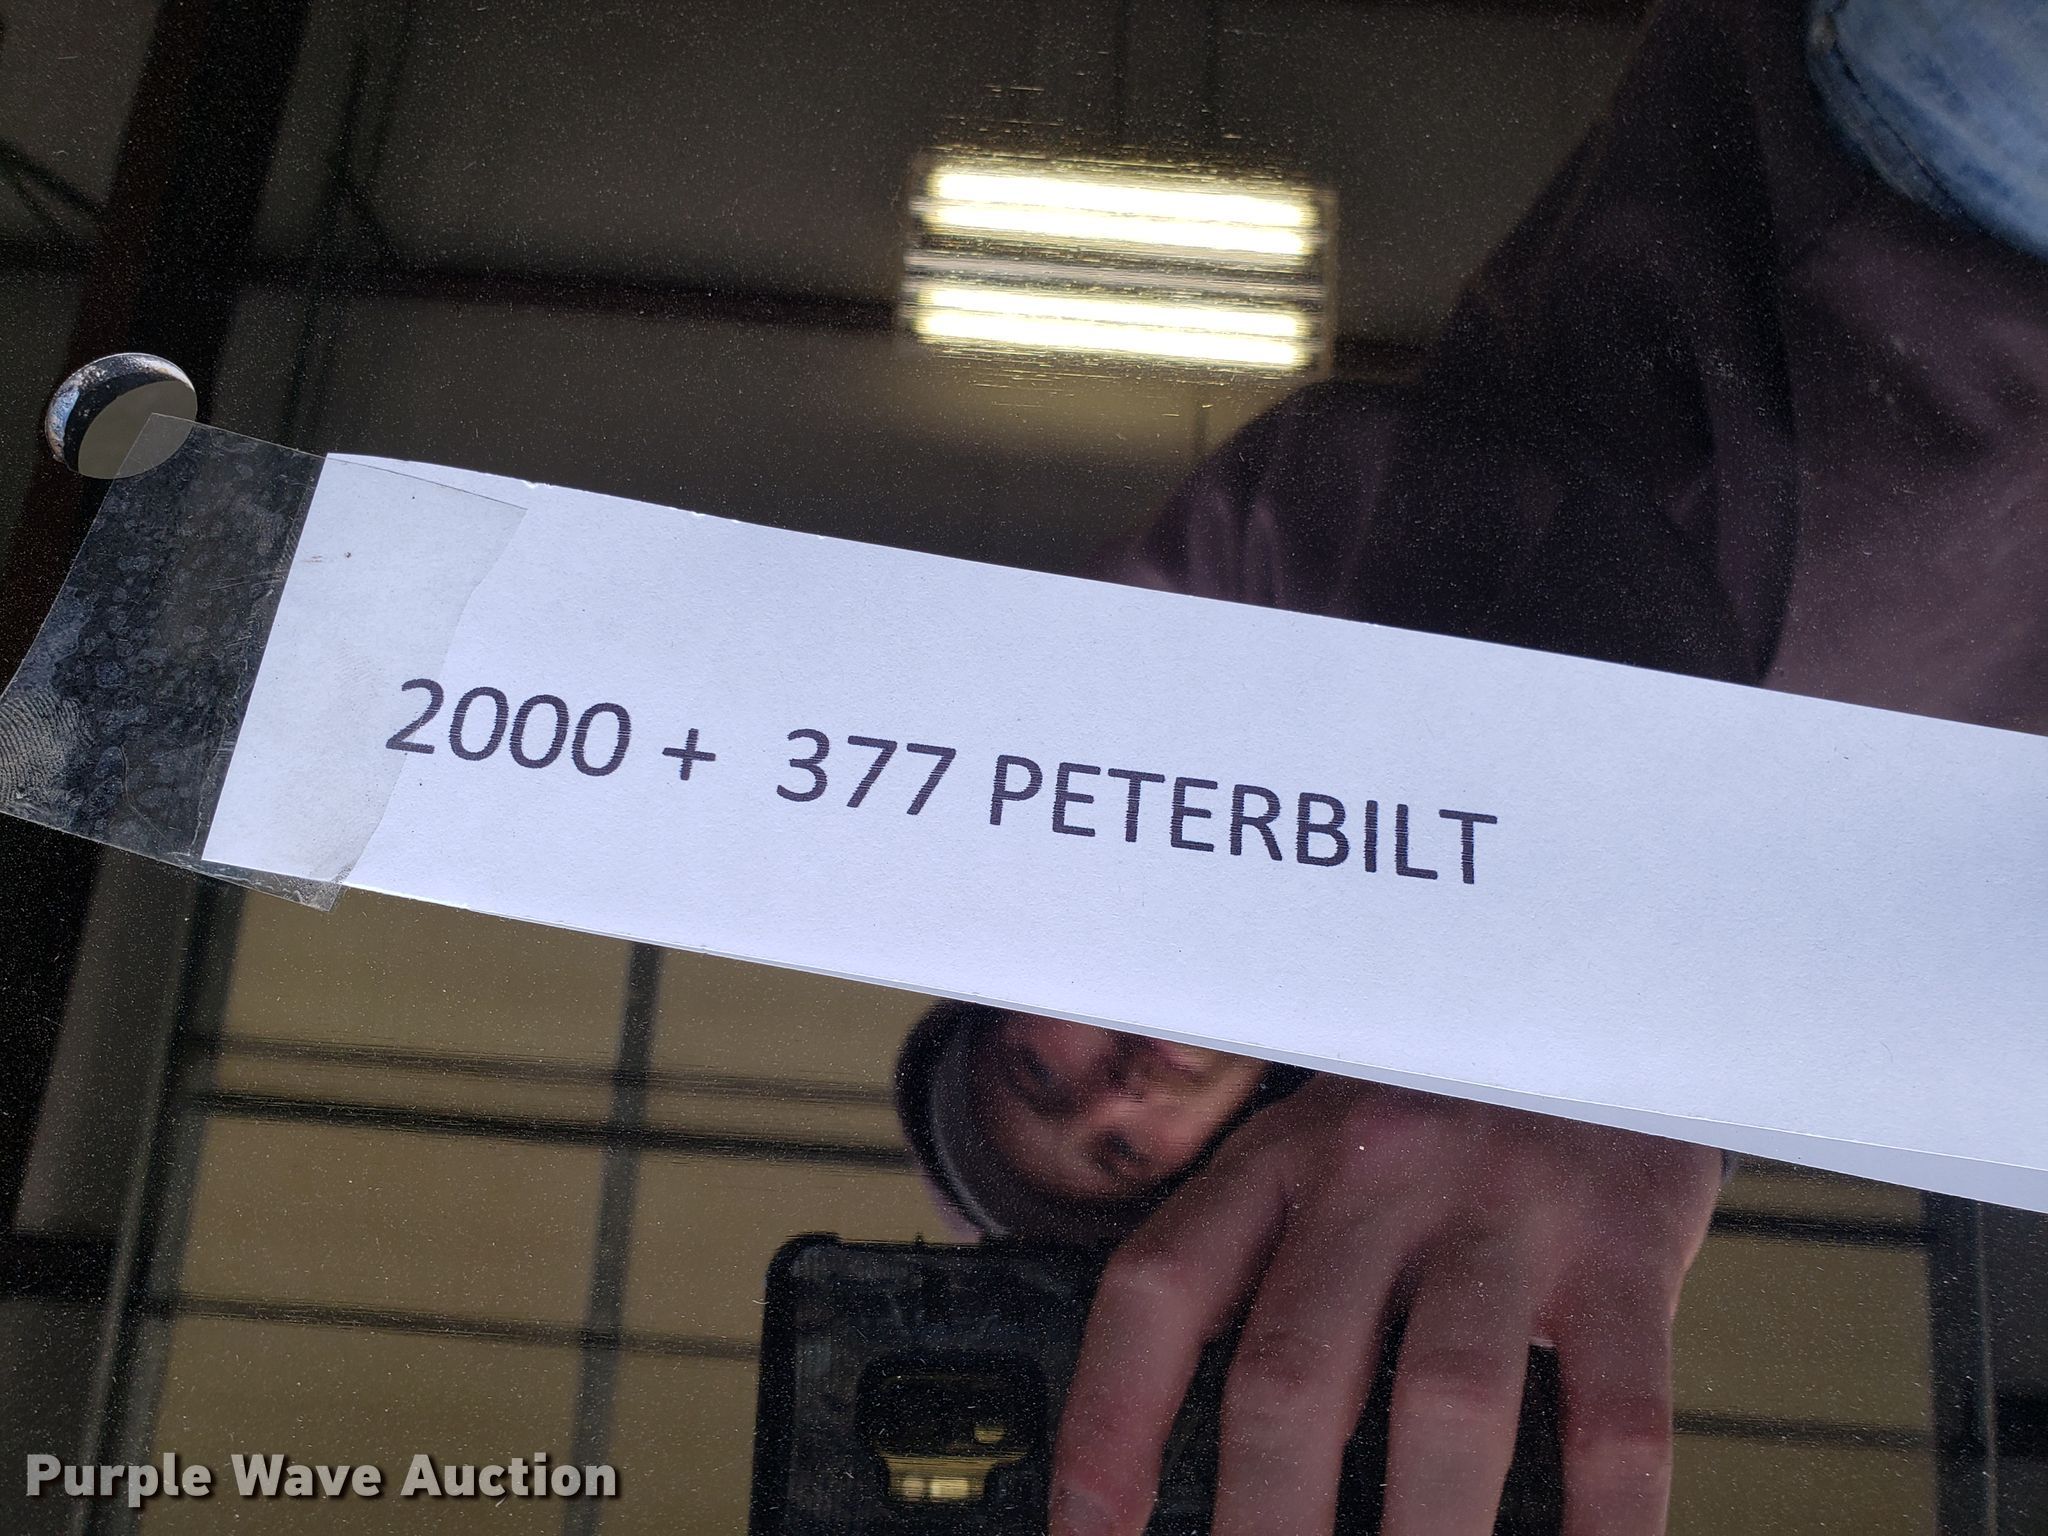 2000 + 377 PETERBILT
Purple Wave Auction